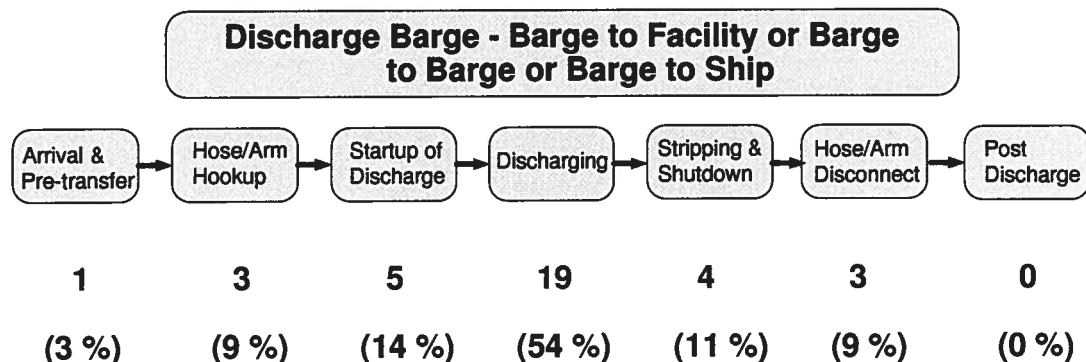 Discharge Barge - Barge to Facility or Barge
to Barge or Barge to Ship
Arrival &
Pre-transfer
Hose/Arm
Hookup
Startup of
Discharge
Discharging
Stripping &
Shutdown
Hose/Arm
Disconnect
Post
Discharge
1 3 5 19 4 3 0
(3 %) (9 %) (14 %) (54 %) (11 %) (9 %) (0 %)